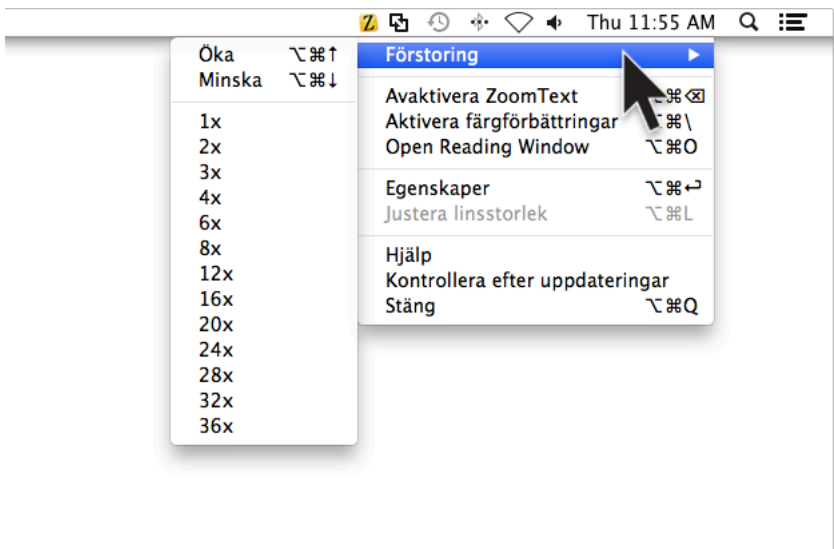 Z Thu 11:55 AM
Öka ⌥⌘↑
Minska ⌥⌘↓
1x
2x
3x
4x
6x
8x
12x
16x
20x
24x
28x
32x
36x
Förstoring ▶
Avaktivera ZoomText ⌥⌘⌫
Aktivera färgförbättringar ⌥⌘\
Open Reading Window ⌥⌘O
Egenskaper ⌥⌘↩
Justera linsstorlek ⌥⌘L
Hjälp
Kontrollera efter uppdateringar
Stäng ⌥⌘Q